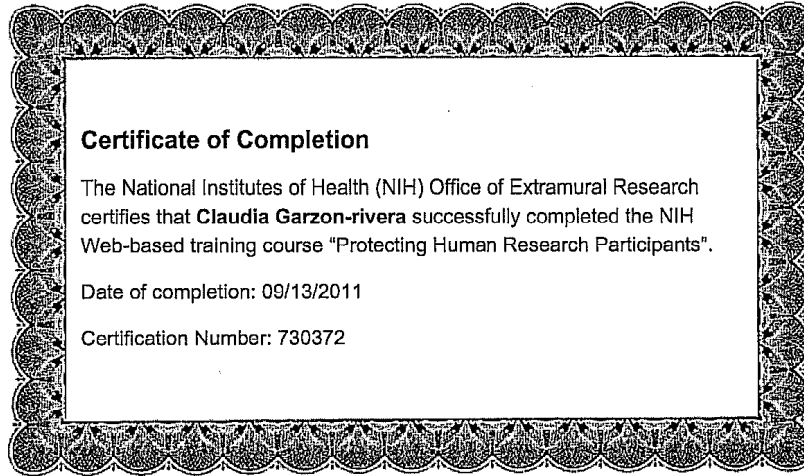 Certificate of Completion
The National Institutes of Health (NIH) Office of Extramural Research
certifies that Claudia Garzon-rivera successfully completed the NIH
Web-based training course "Protecting Human Research Participants".
Date of completion: 09/13/2011
Certification Number: 730372